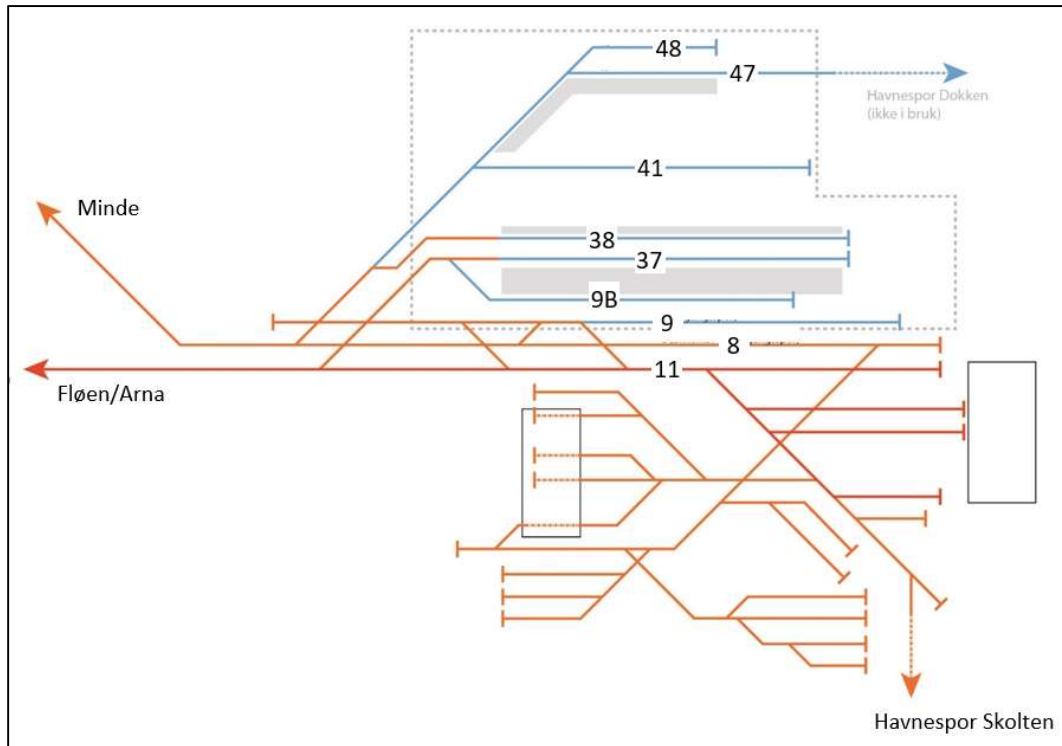 48
47
Havnespor Dokken
(ikke i bruk)
41
Minde
38
37
9B
9
8
11
Fløen/Arna
Havnespor Skolten